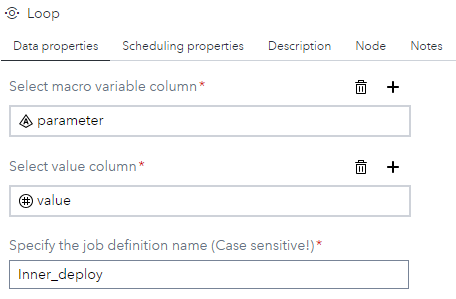 Loop
Data properties Scheduling properties Description Node Notes
Select macro variable column*
parameter
Select value column*
value
Specify the job definition name (Case sensitive!)*
Inner_deploy